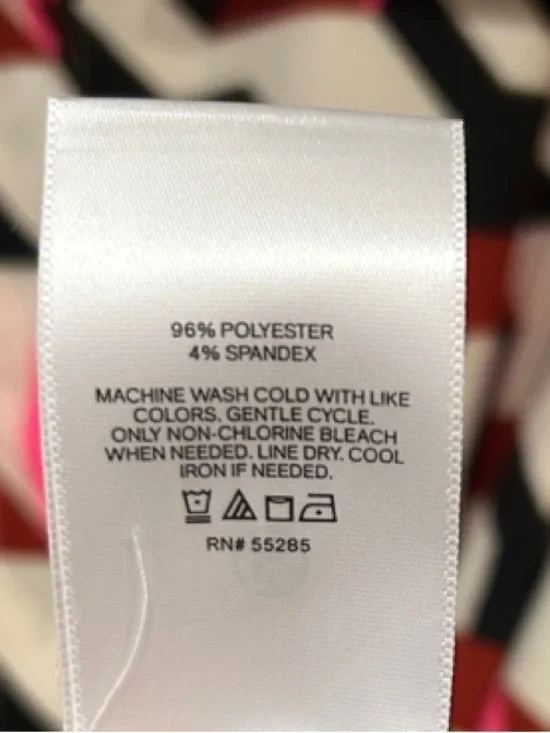 96% POLYESTER
4% SPANDEX
MACHINE WASH COLD WITH LIKE
COLORS. GENTLE CYCLE.
ONLY NON-CHLORINE BLEACH
WHEN NEEDED. LINE DRY. COOL
IRON IF NEEDED.
RN# 55285